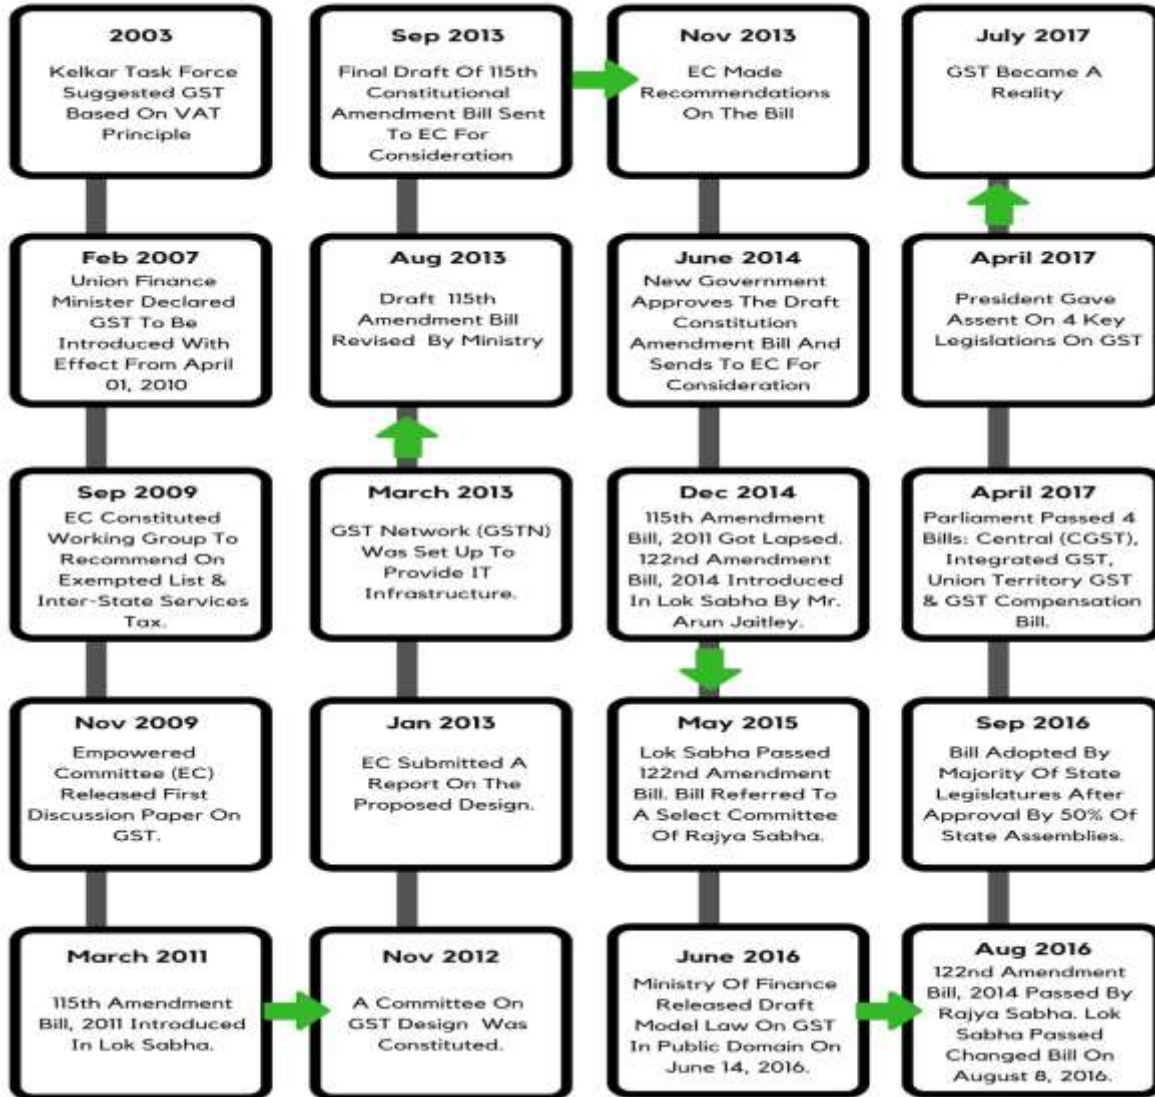 2003
Kelkar Task Force
Suggested GST
Based On VAT
Principle
Feb 2007
Union Finance
Minister Declared
GST To Be
Introduced With
Effect From April
01, 2010
Sep 2009
EC Constituted
Working Group To
Recommend On
Exempted List &
Inter-State Services
Tax.
Nov 2009
Empowered
Committee (EC)
Released First
Discussion Paper On
GST.
March 2011
115th Amendment
Bill, 2011 Introduced
In Lok Sabha.
Nov 2012
A Committee On
GST Design Was
Constituted.
Jan 2013
EC Submitted A
Report On The
Proposed Design.
March 2013
GST Network (GSTN)
Was Set Up To
Provide IT
Infrastructure.
Aug 2013
Draft 115th
Amendment Bill
Revised By Ministry
Sep 2013
Final Draft Of 115th
Constitutional
Amendment Bill Sent
To EC For
Consideration
Nov 2013
EC Made
Recommendations
On The Bill
June 2014
New Government
Approves The Draft
Constitution
Amendment Bill And
Sends To EC For
Consideration
Dec 2014
115th Amendment
Bill, 2011 Got Lapsed.
122nd Amendment
Bill, 2014 Introduced
In Lok Sabha By Mr.
Arun Jaitley.
May 2015
Lok Sabha Passed
122nd Amendment
Bill. Bill Referred To
A Select Committee
Of Rajya Sabha.
June 2016
Ministry Of Finance
Released Draft
Model Law On GST
In Public Domain On
June 14, 2016.
Aug 2016
122nd Amendment
Bill, 2014 Passed By
Rajya Sabha. Lok
Sabha Passed
Changed Bill On
August 8, 2016.
Sep 2016
Bill Adopted By
Majority Of State
Legislatures After
Approval By 50% Of
State Assemblies.
April 2017
Parliament Passed 4
Bills: Central (CGST),
Integrated GST,
Union Territory GST
& GST Compensation
Bill.
April 2017
President Gave
Assent On 4 Key
Legislations On GST
July 2017
GST Became A
Reality